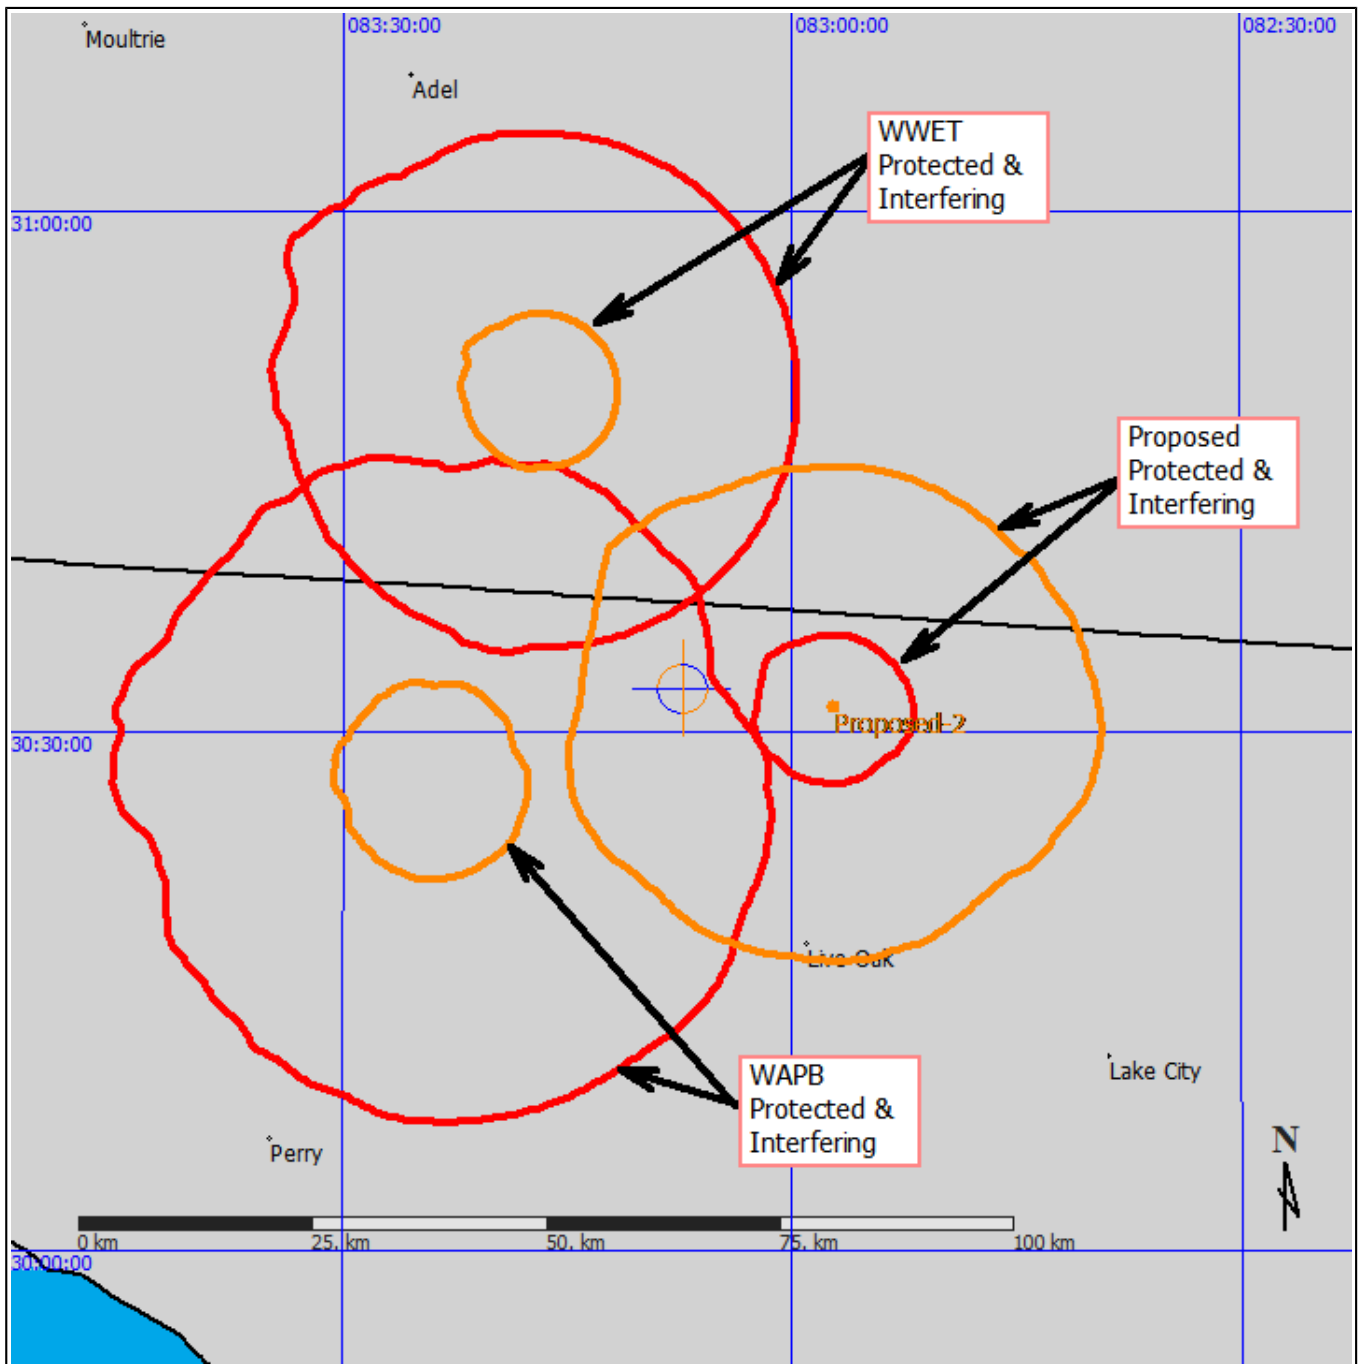 083:30:00
083:00:00
082:30:00
Moultrie
Adel
WWET
Protected &
Interfering
31:00:00
Proposed
Protected &
Interfering
Proposed-2
30:30:00
Live Oak
WAPB
Protected &
Interfering
Lake City
N
Perry
0 km
25. km
50. km
75. km
100 km
30:00:00